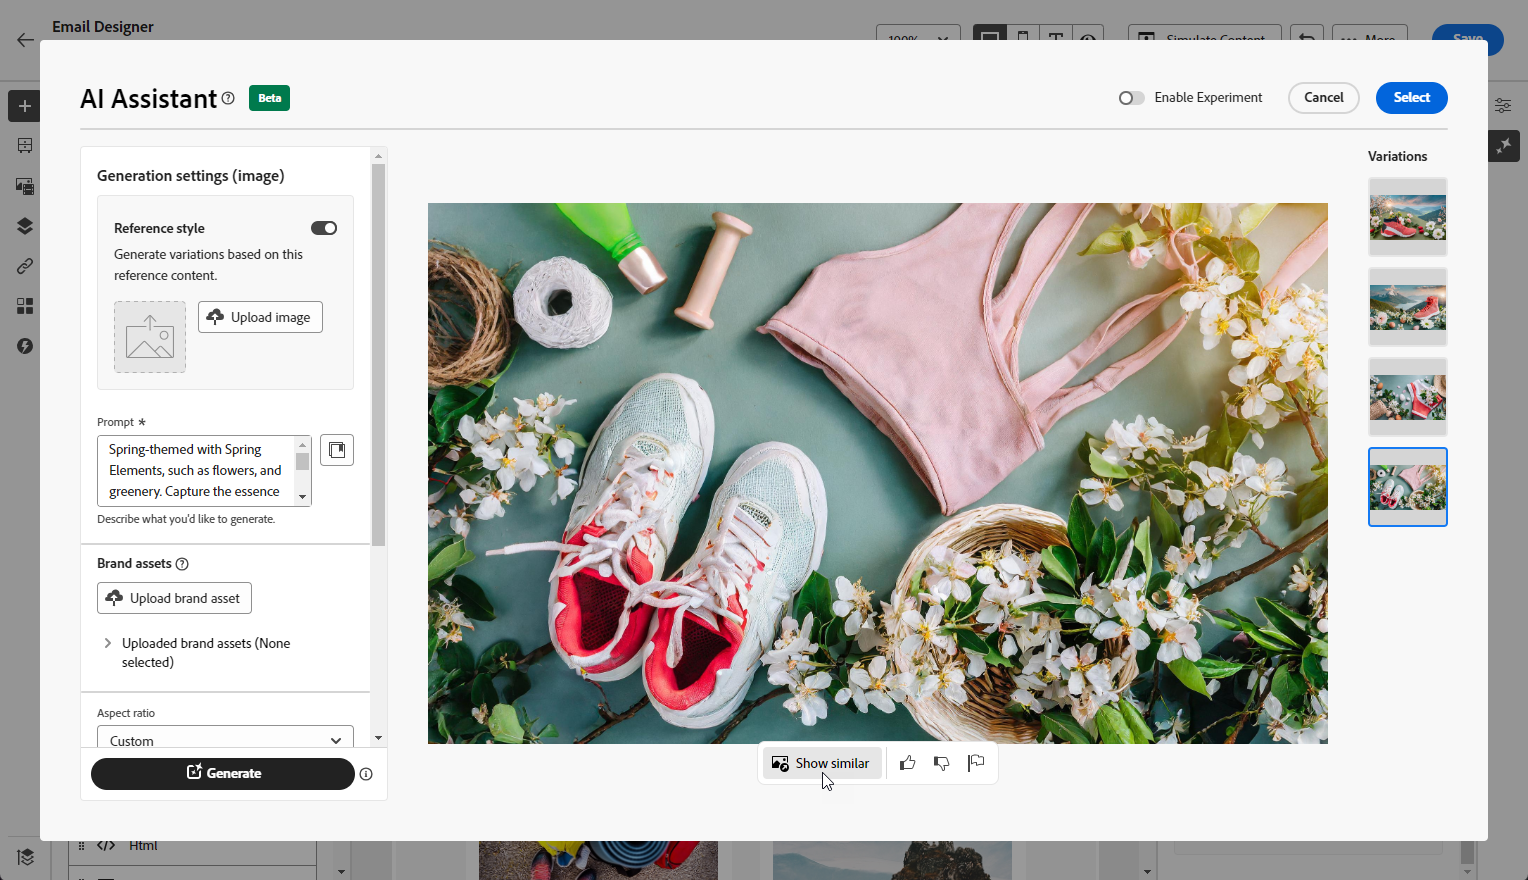 Email Designer
100%
Simulate Content
More
Save
AI Assistant
Beta
Enable Experiment
Cancel
Select
Generation settings (image)
Reference style
Generate variations based on this
reference content.
Upload image
Prompt *
Spring-themed with Spring
Elements, such as flowers, and
greenery. Capture the essence
Describe what you'd like to generate.
Brand assets
Upload brand asset
Uploaded brand assets (None
selected)
Aspect ratio
Custom
Generate
Show similar
Variations
Html